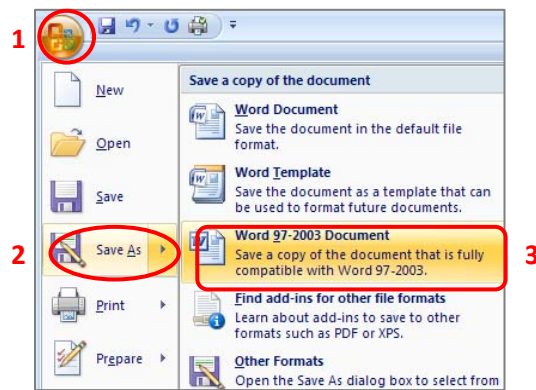 1
New
Open
Save
2
Save As
Print
Prepare
Save a copy of the document
Word Document
Save the document in the default file
format.
Word Template
Save the document as a template that can
be used to format future documents.
Word 97-2003 Document
Save a copy of the document that is fully
compatible with Word 97-2003.
3
Find add-ins for other file formats
Learn about add-ins to save to other
formats such as PDF or XPS.
Other Formats
Open the Save As dialog box to select from